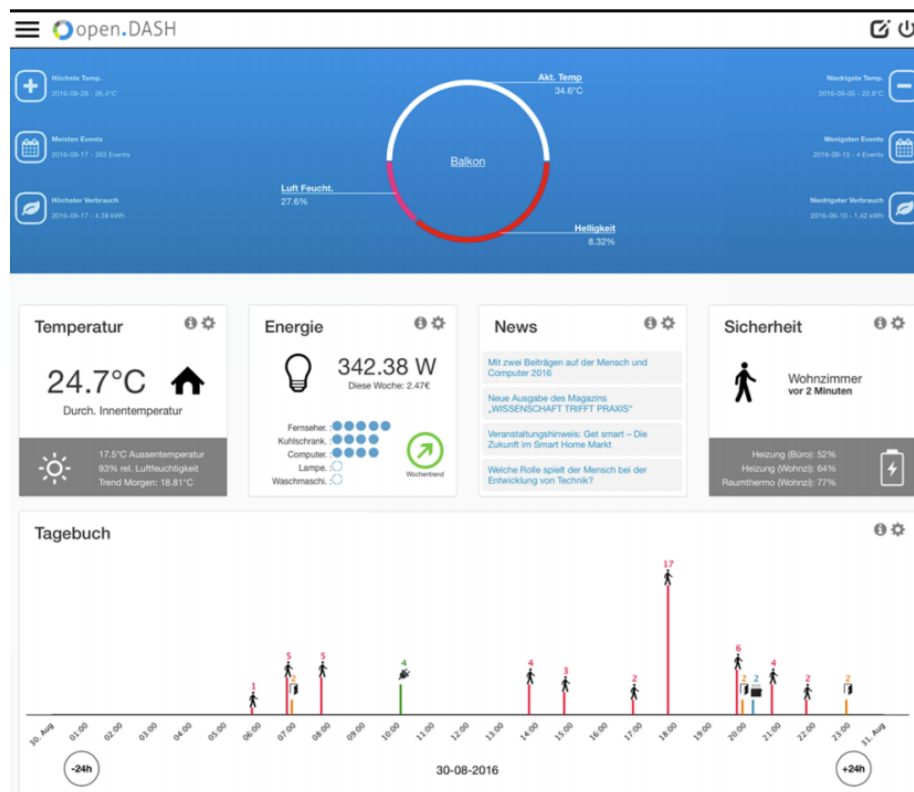 open.DASH
Höchste Temp.
2016-08-28 - 26.4°C
Meisten Events
2016-09-17 - 393 Events
Höchster Verbrauch
2016-09-17 - 4.38 kWh
Akt. Temp
34.6°C
Balkon
Luft Feucht.
27.6%
Helligkeit
8.32%
Niedrigste Temp.
2016-09-05 - 22.8°C
Wenigsten Events
2016-09-10 - 4 Events
Niedrigster Verbrauch
2016-09-10 - 1.42 kWh
Temperatur
24.7°C
Durch. Innentemperatur
17.5°C Aussentemperatur
93% rel. Luftfeuchtigkeit
Trend Morgen: 18.81°C
Energie
342.38 W
Diese Woche: 2.47€
Fernseher. :
Kuhlschrank. :
Computer. :
Lampe. :
Waschmaschi. :
Wochentrend
News
Mit zwei Beiträgen auf der Mensch und
Computer 2016
Neue Ausgabe des Magazins
„WISSENSCHAFT TRIFFT PRAXIS“
Veranstaltungshinweis: Get smart – Die
Zukunft im Smart Home Markt
Welche Rolle spielt der Mensch bei der
Entwicklung von Technik?
Sicherheit
Wohnzimmer
vor 2 Minuten
Heizung (Büro): 52%
Heizung (Wohnzi): 64%
Raumthermo (Wohnzi): 77%
Tagebuch
1 5 2 5 4 4 3 2 17 6 2 2 4 2 2
30. Aug 01:00 02:00 03:00 04:00 05:00 06:00 07:00 08:00 09:00 10:00 11:00 12:00 13:00 14:00 15:00 16:00 17:00 18:00 19:00 20:00 21:00 22:00 23:00 31. Aug
-24h
30-08-2016
+24h